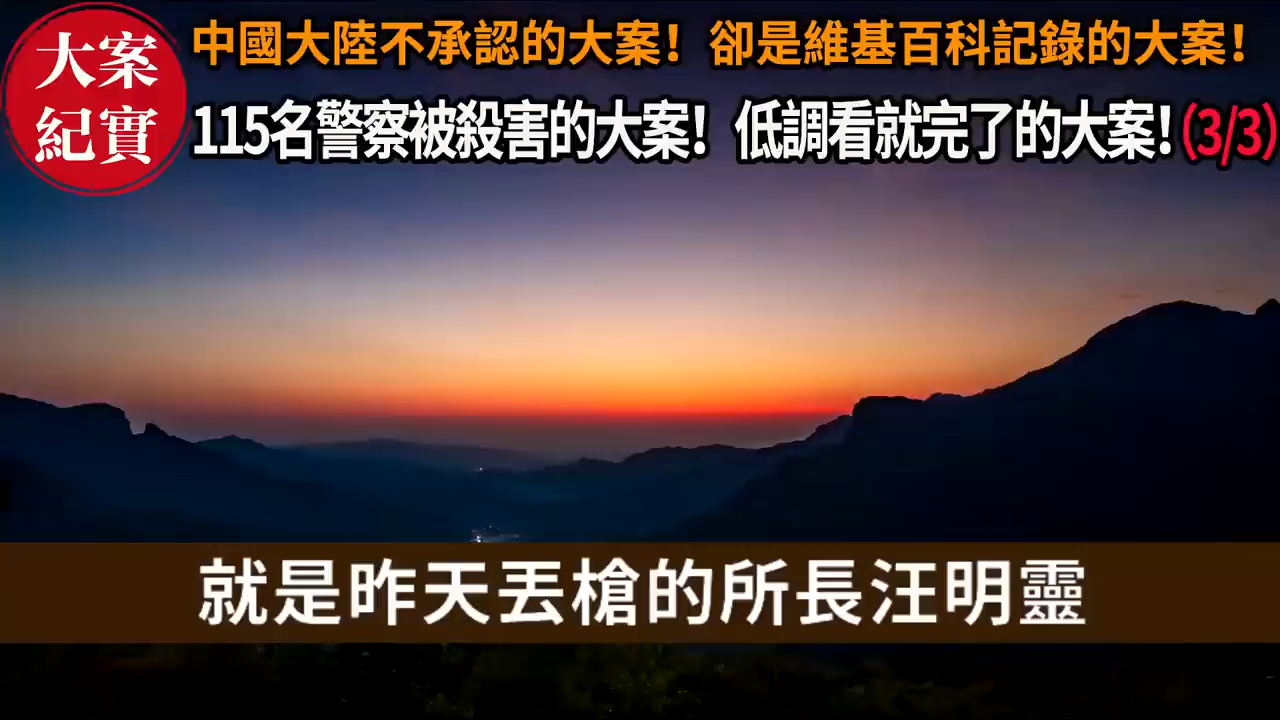 大案
紀實
中國大陸不承認的大案！卻是維基百科記錄的大案！
115名警察被殺害的大案！低調看就完了的大案！(3/3)
就是昨天丟槍的所長汪明靈